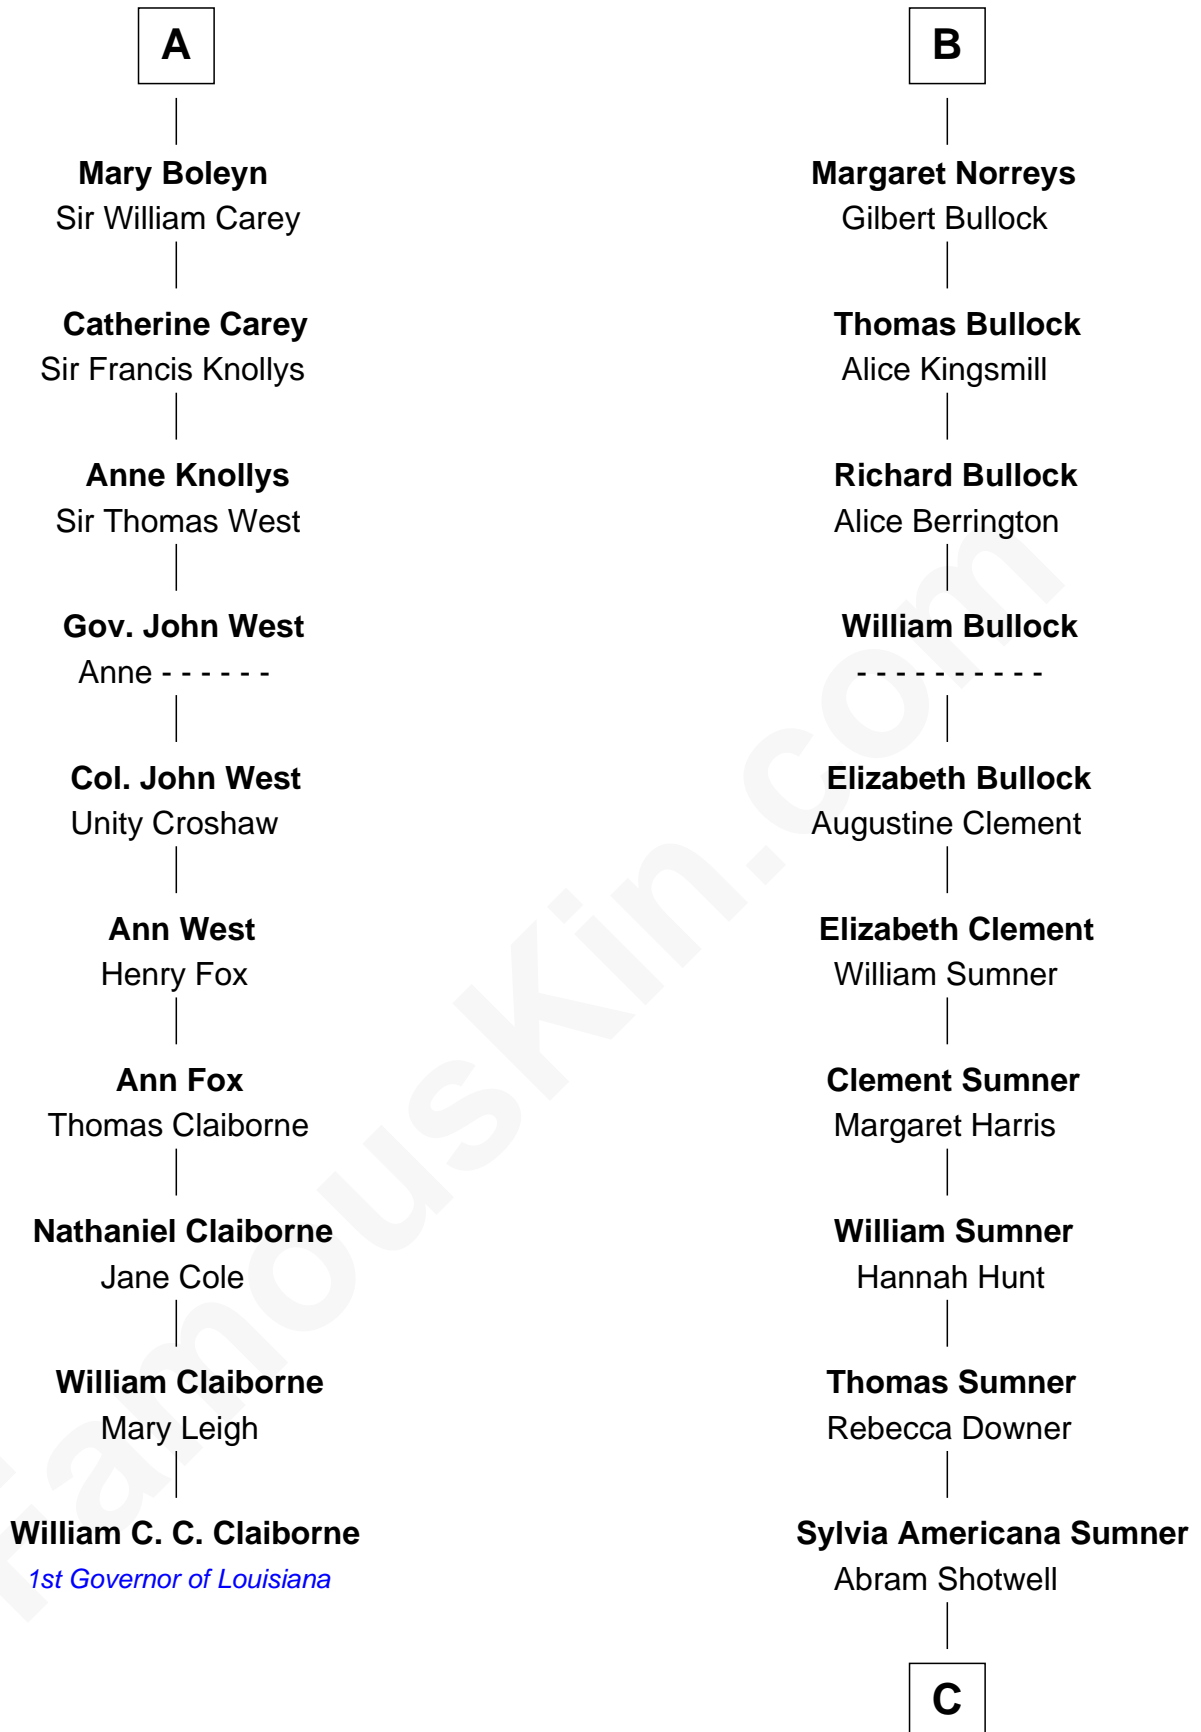 A
Mary Boleyn
Sir William Carey
Catherine Carey
Sir Francis Knollys
Anne Knollys
Sir Thomas West
Gov. John West
Anne - - - - - -
Col. John West
Unity Croshaw
Ann West
Henry Fox
Ann Fox
Thomas Claiborne
Nathaniel Claiborne
Jane Cole
William Claiborne
Mary Leigh
William C. C. Claiborne
1st Governor of Louisiana
B
Margaret Norreys
Gilbert Bullock
Thomas Bullock
Alice Kingsmill
Richard Bullock
Alice Berrington
William Bullock
- - - - - - - - - -
Elizabeth Bullock
Augustine Clement
Elizabeth Clement
William Sumner
Clement Sumner
Margaret Harris
William Sumner
Hannah Hunt
Thomas Sumner
Rebecca Downer
Sylvia Americana Sumner
Abram Shotwell
C
FamousKin.com